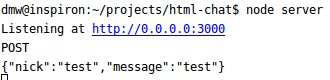 dmw@inspiron:~/projects/html-chat$ node server
Listening at http://0.0.0.0:3000
POST
{"nick":"test","message":"test"}